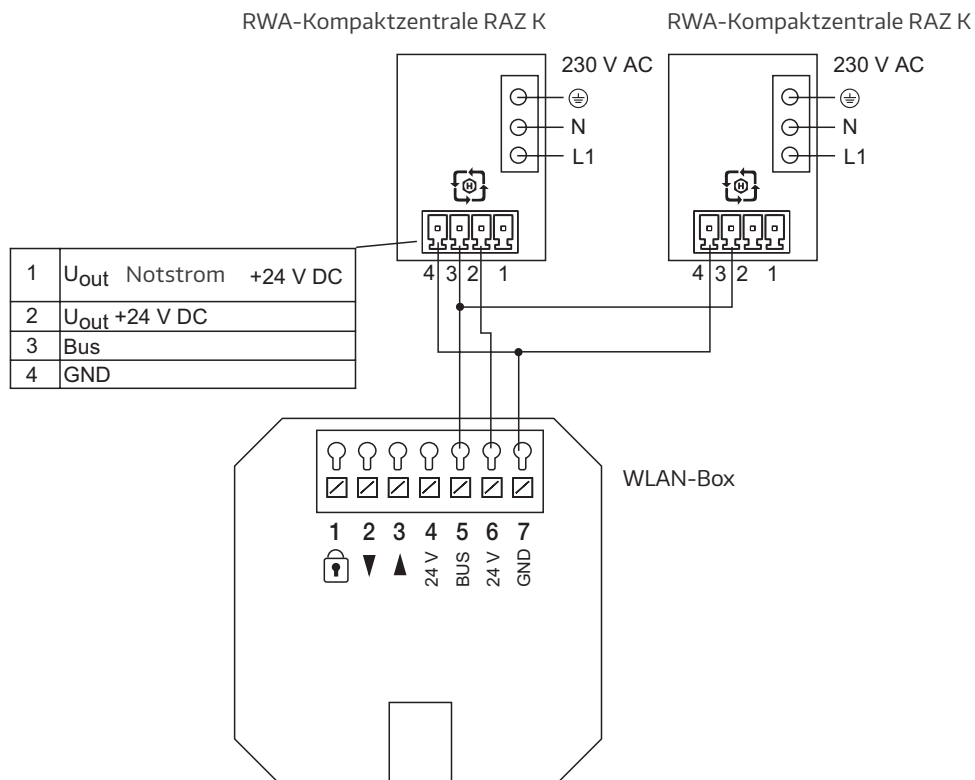 RWA-Kompaktzentrale RAZ K
RWA-Kompaktzentrale RAZ K
230 V AC
N
L1
H
4 3 2 1
230 V AC
N
L1
H
4 3 2 1
1 Uout Notstrom +24 V DC
2 Uout +24 V DC
3 Bus
4 GND
WLAN-Box
1 2 3 4 5 6 7
24 V
BUS
24 V
GND